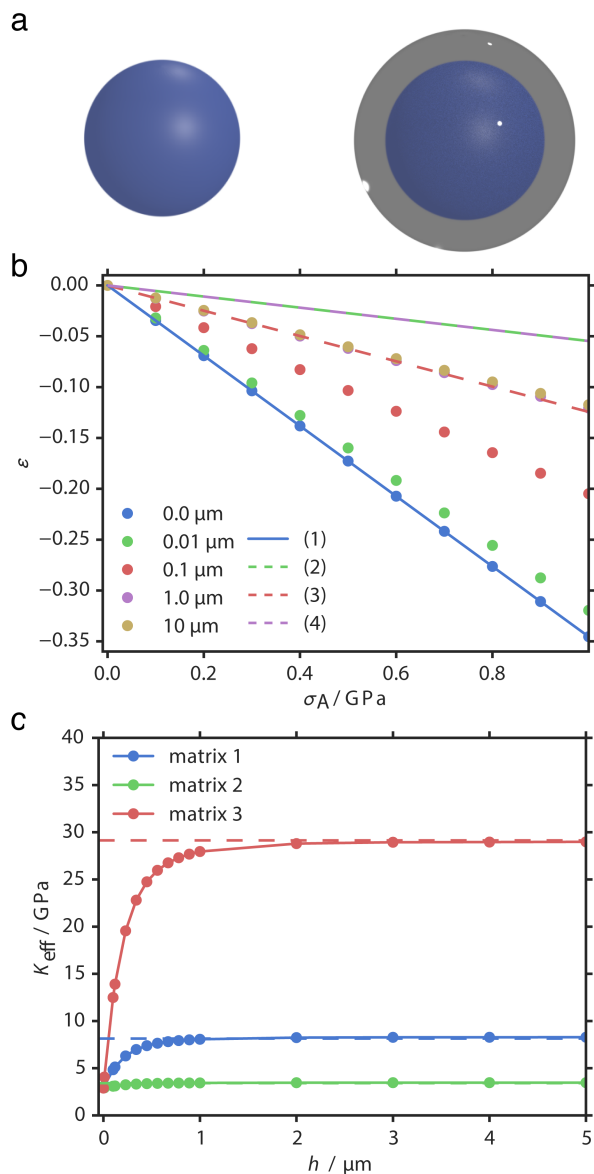 a
b
0.00
−0.05
−0.10
−0.15
−0.20
−0.25
−0.30
−0.35
ε
0.0 μm
0.01 μm
0.1 μm
1.0 μm
10 μm
(1)
(2)
(3)
(4)
0.0 0.2 0.4 0.6 0.8
σA / GPa
c
40
35
30
25
20
15
10
5
0
Keff / GPa
matrix 1
matrix 2
matrix 3
0 1 2 3 4 5
h / μm